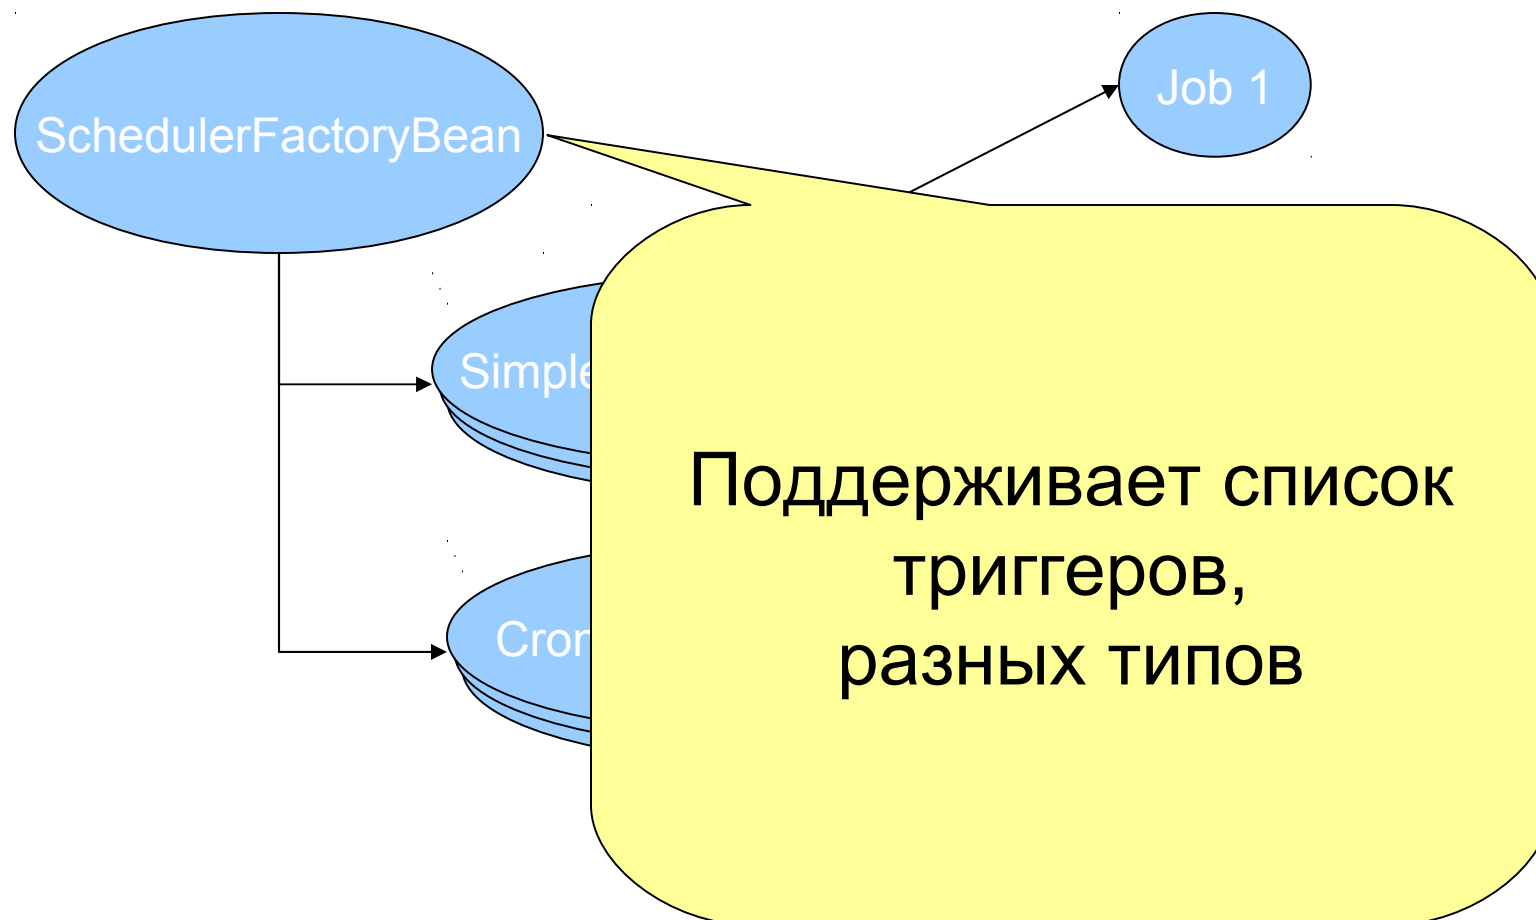 SchedulerFactoryBean
Job 1
Simple
Cron
Поддерживает список
триггеров,
разных типов